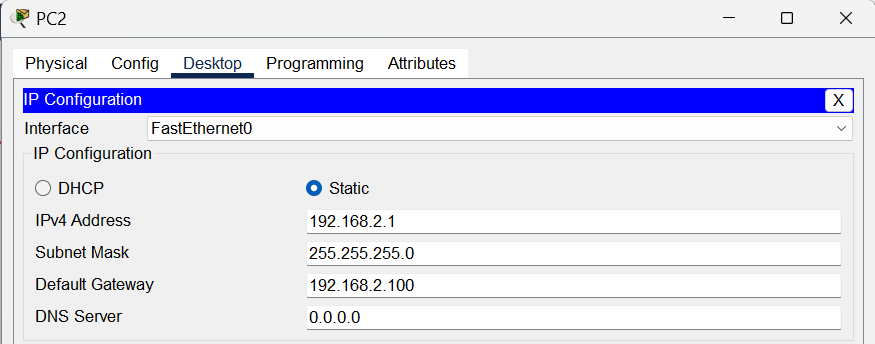 PC2
Physical Config Desktop Programming Attributes
IP Configuration X
Interface FastEthernet0
IP Configuration
DHCP Static
IPv4 Address 192.168.2.1
Subnet Mask 255.255.255.0
Default Gateway 192.168.2.100
DNS Server 0.0.0.0